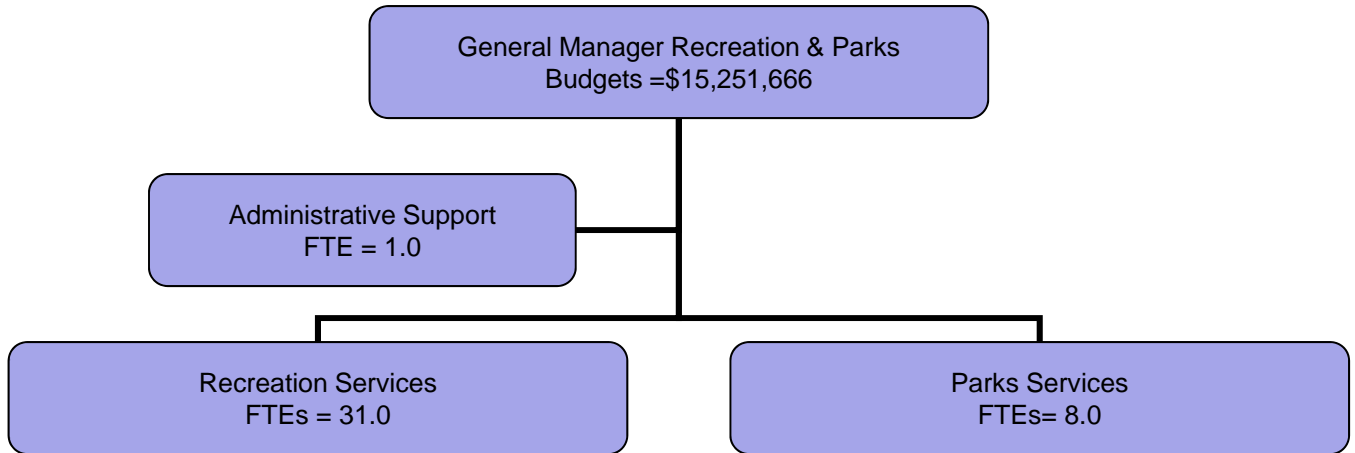 General Manager Recreation & Parks
Budgets =$15,251,666
Administrative Support
FTE = 1.0
Recreation Services
FTEs = 31.0
Parks Services
FTEs= 8.0